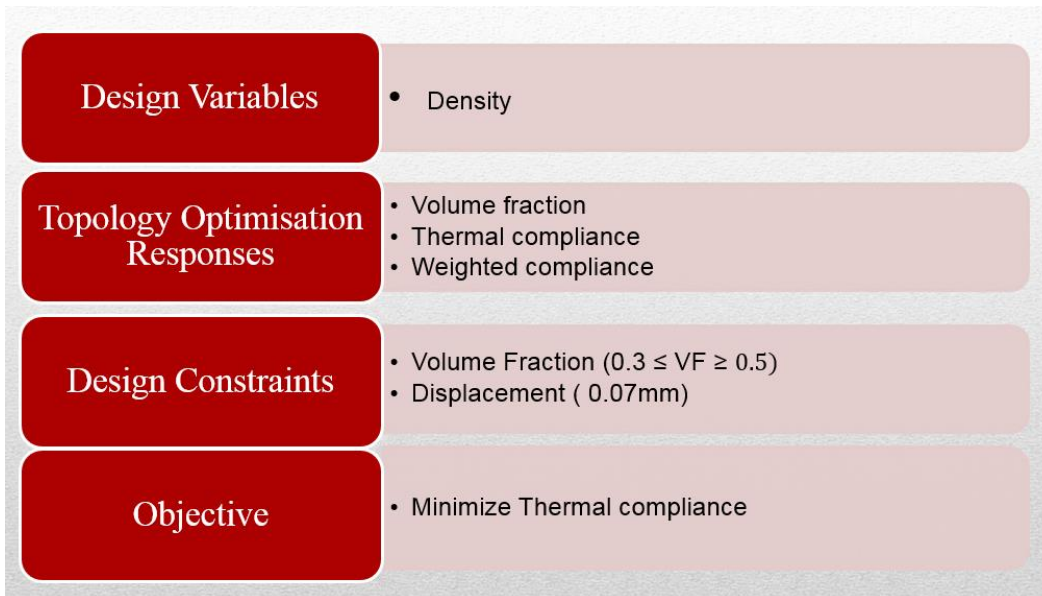 Design Variables
• Density
Topology Optimisation
Responses
• Volume fraction
• Thermal compliance
• Weighted compliance
Design Constraints
• Volume Fraction (0.3 ≤ VF ≥ 0.5)
• Displacement ( 0.07mm)
Objective
• Minimize Thermal compliance